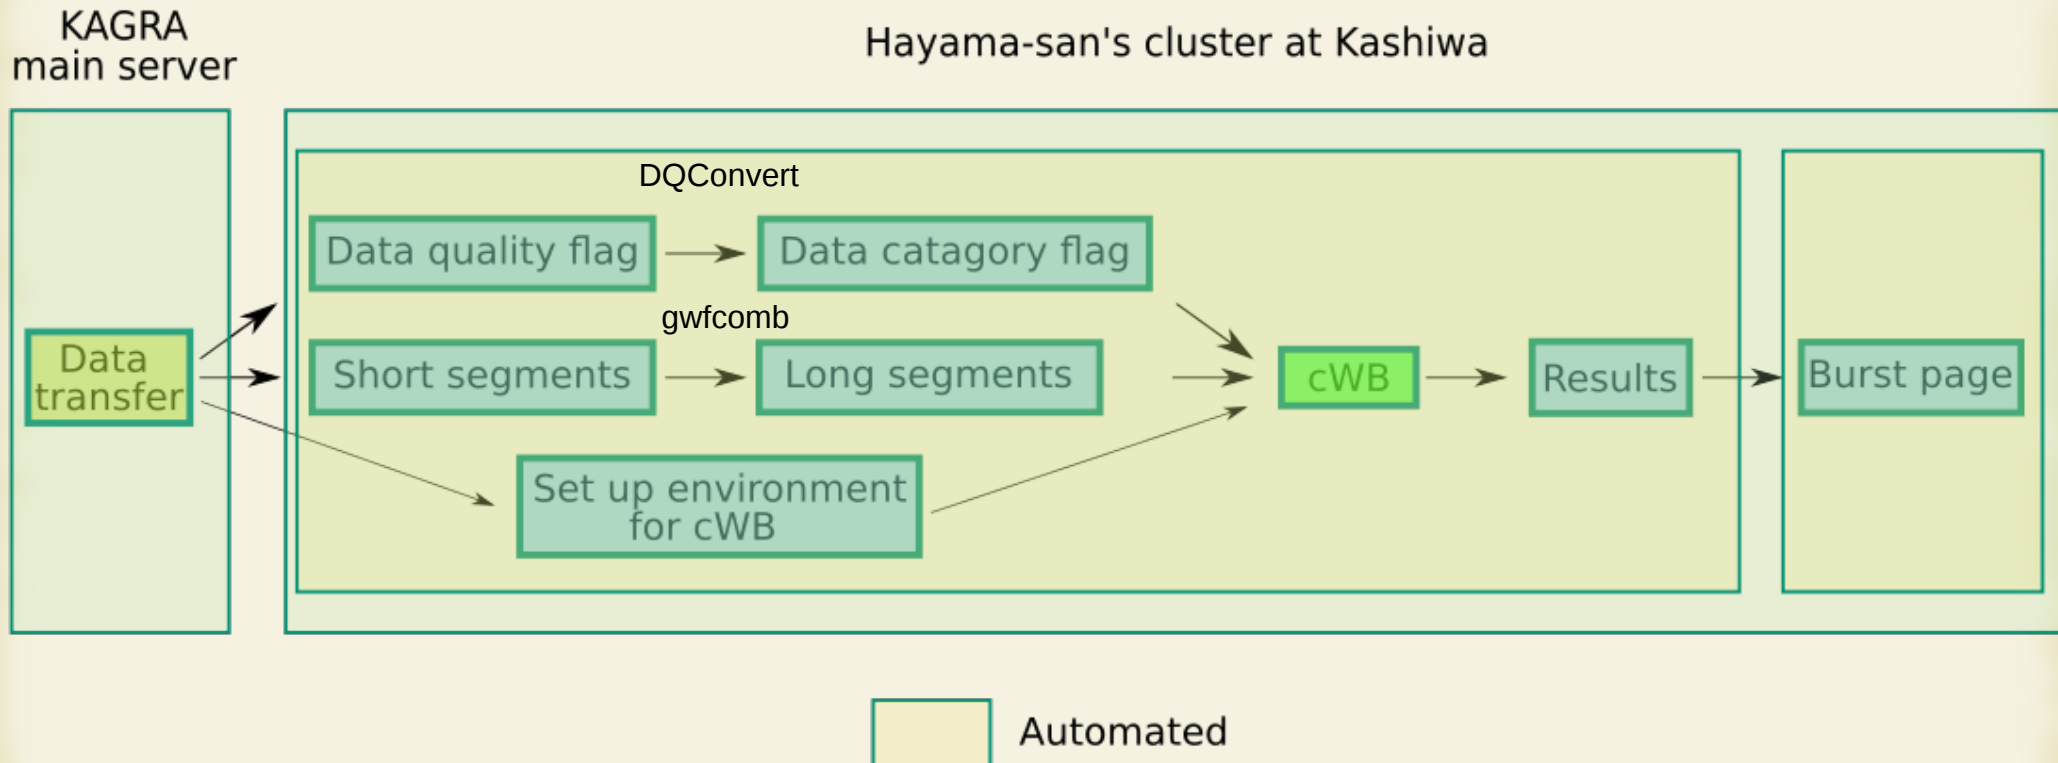 KAGRA
main server
Hayama-san's cluster at Kashiwa
DQConvert
Data quality flag
Data catagory flag
gwfcomb
Data
transfer
Short segments
Long segments
cWB
Results
Burst page
Set up environment
for cWB
Automated